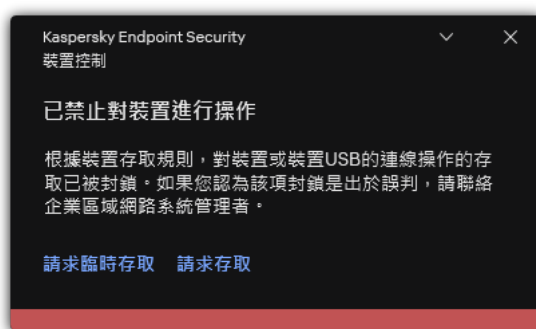 Kaspersky Endpoint Security
裝置控制
已禁止對裝置進行操作
根據裝置存取規則，對裝置或裝置USB的連線操作的存
取已被封鎖。如果您認為該項封鎖是出於誤判，請聯絡
企業區域網路系統管理者。
請求臨時存取 請求存取